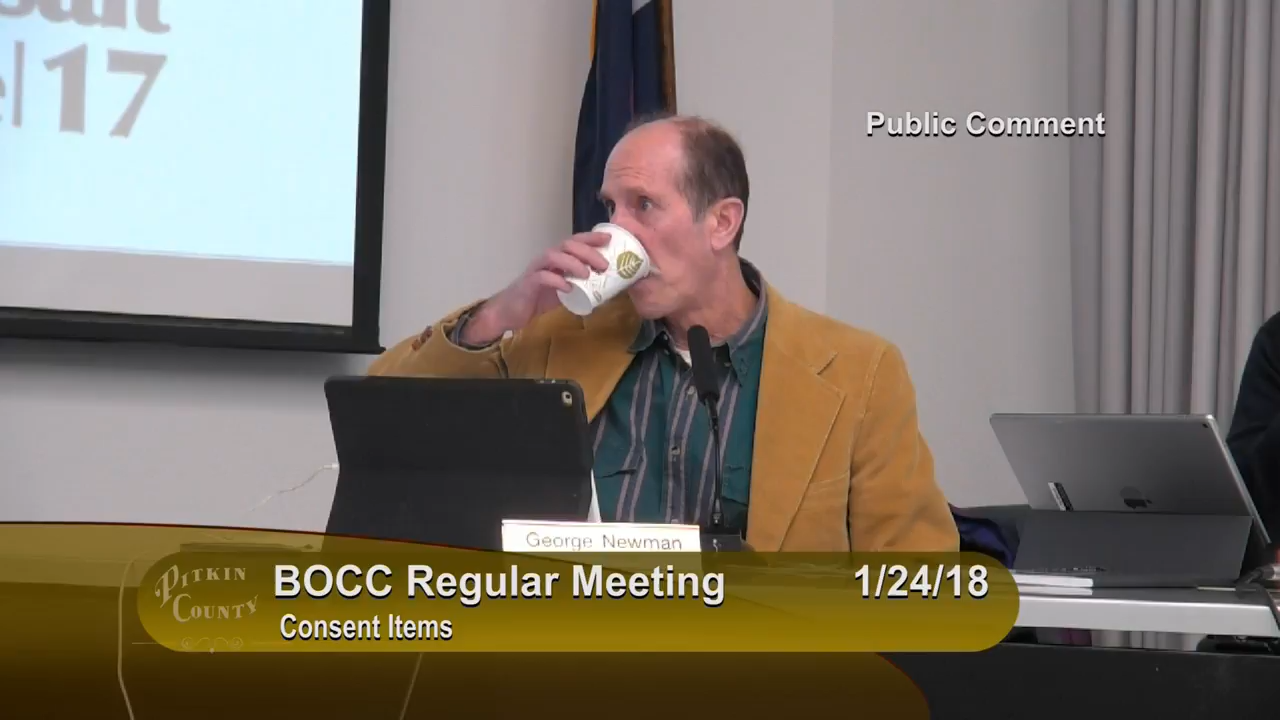 17
Public Comment
George Newman
PITKIN
COUNTY
BOCC Regular Meeting
1/24/18
Consent Items